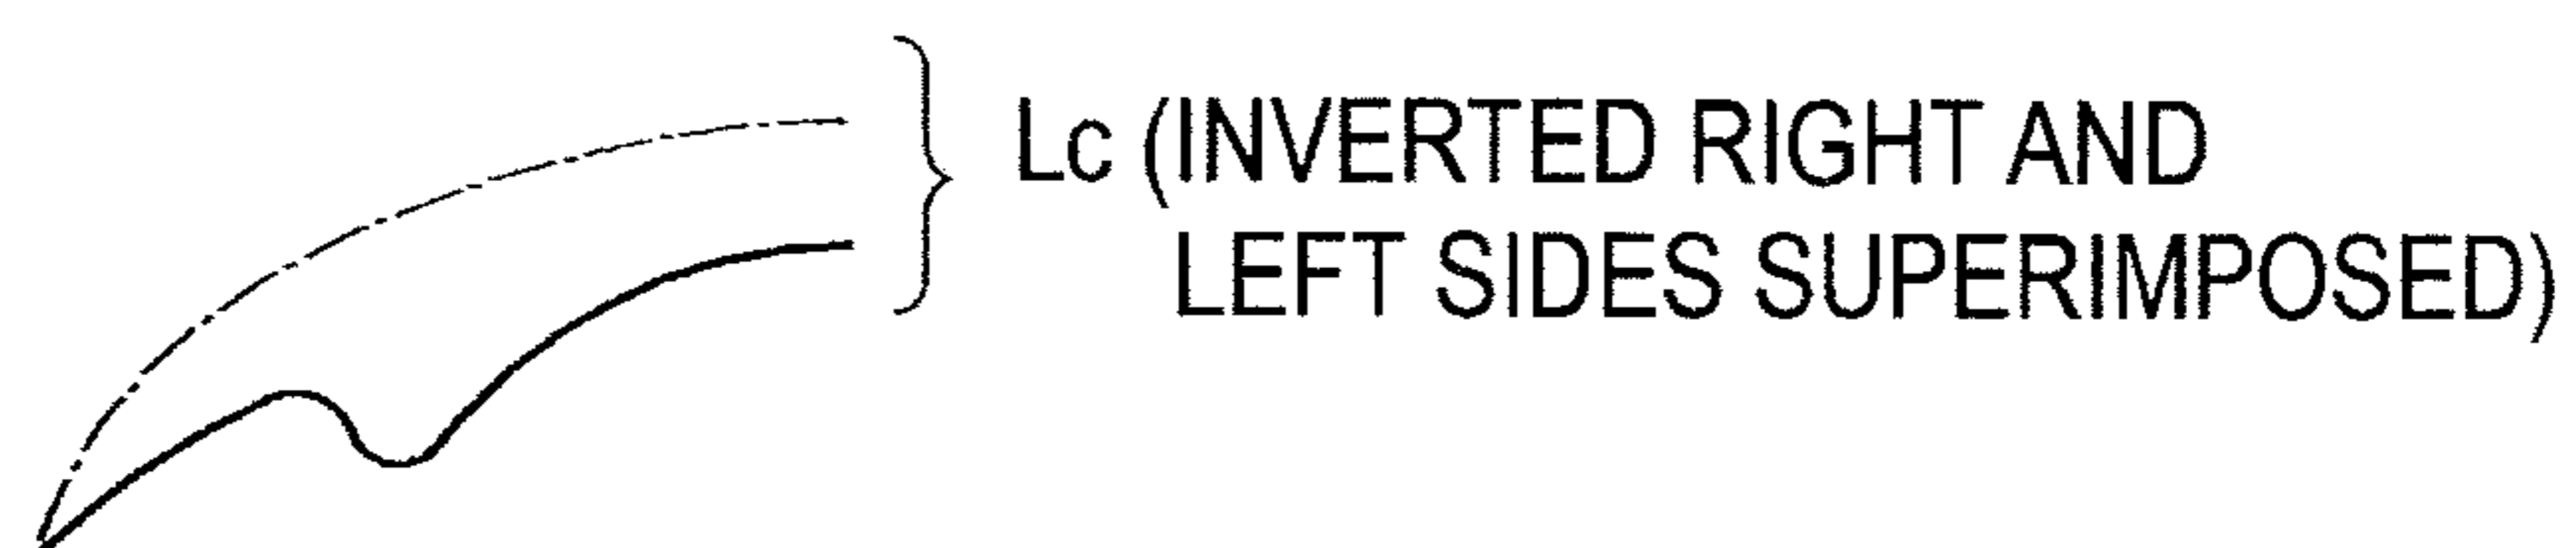 Lc (INVERTED RIGHT AND
LEFT SIDES SUPERIMPOSED)